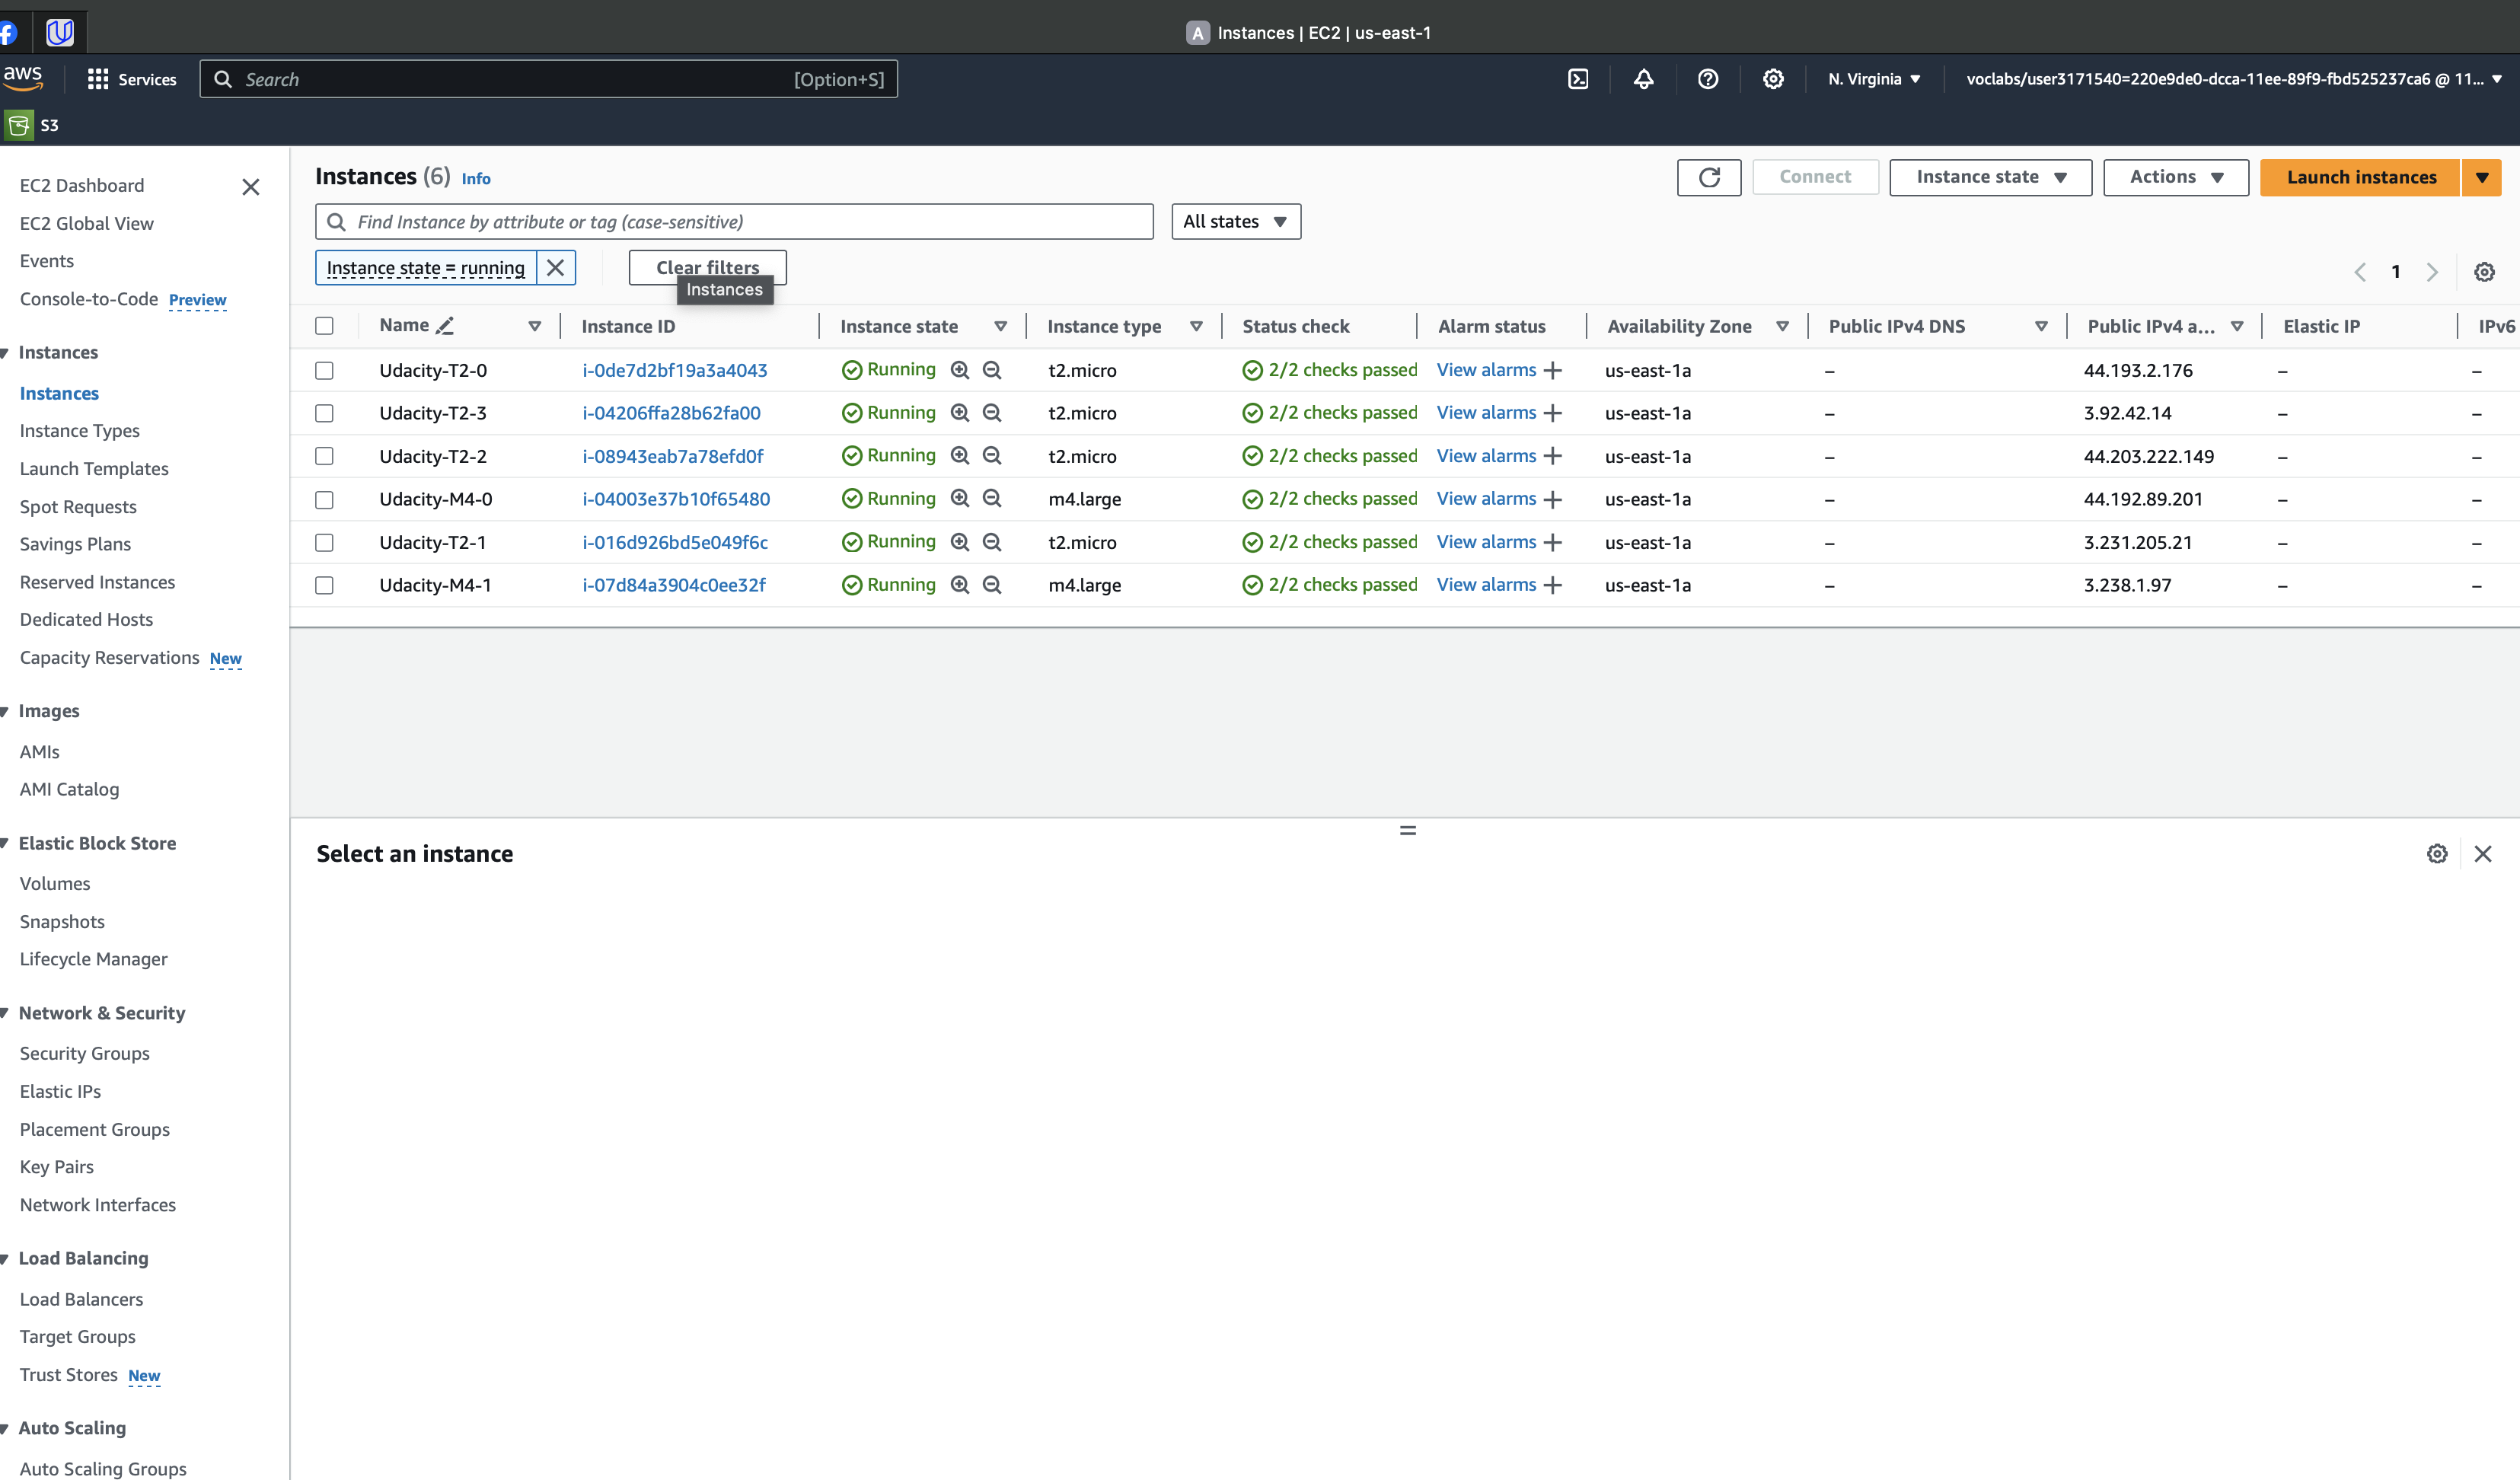 Instances | EC2 | us-east-1
aws
Services
Search
[Option+S]
N. Virginia
voclabs/user3171540=220e9de0-dcca-11ee-89f9-fbd525237ca6 @ 11...
S3
EC2 Dashboard
EC2 Global View
Events
Console-to-Code Preview
Instances
Instances
Instance Types
Launch Templates
Spot Requests
Savings Plans
Reserved Instances
Dedicated Hosts
Capacity Reservations New
Images
AMIs
AMI Catalog
Elastic Block Store
Volumes
Snapshots
Lifecycle Manager
Network & Security
Security Groups
Elastic IPs
Placement Groups
Key Pairs
Network Interfaces
Load Balancing
Load Balancers
Target Groups
Trust Stores New
Auto Scaling
Auto Scaling Groups
Instances (6) Info
Connect
Instance state
Actions
Launch instances
Find Instance by attribute or tag (case-sensitive)
All states
Instance state = running
Clear filters
Instances
1
Name Instance ID Instance state Instance type Status check Alarm status Availability Zone Public IPv4 DNS Public IPv4 a... Elastic IP IPv6
Udacity-T2-0 i-0de7d2bf19a3a4043 Running t2.micro 2/2 checks passed View alarms + us-east-1a – 44.193.2.176 – –
Udacity-T2-3 i-04206ffa28b62fa00 Running t2.micro 2/2 checks passed View alarms + us-east-1a – 3.92.42.14 – –
Udacity-T2-2 i-08943eab7a78efd0f Running t2.micro 2/2 checks passed View alarms + us-east-1a – 44.203.222.149 – –
Udacity-M4-0 i-04003e37b10f65480 Running m4.large 2/2 checks passed View alarms + us-east-1a – 44.192.89.201 – –
Udacity-T2-1 i-016d926bd5e049f6c Running t2.micro 2/2 checks passed View alarms + us-east-1a – 3.231.205.21 – –
Udacity-M4-1 i-07d84a3904c0ee32f Running m4.large 2/2 checks passed View alarms + us-east-1a – 3.238.1.97 – –
Select an instance